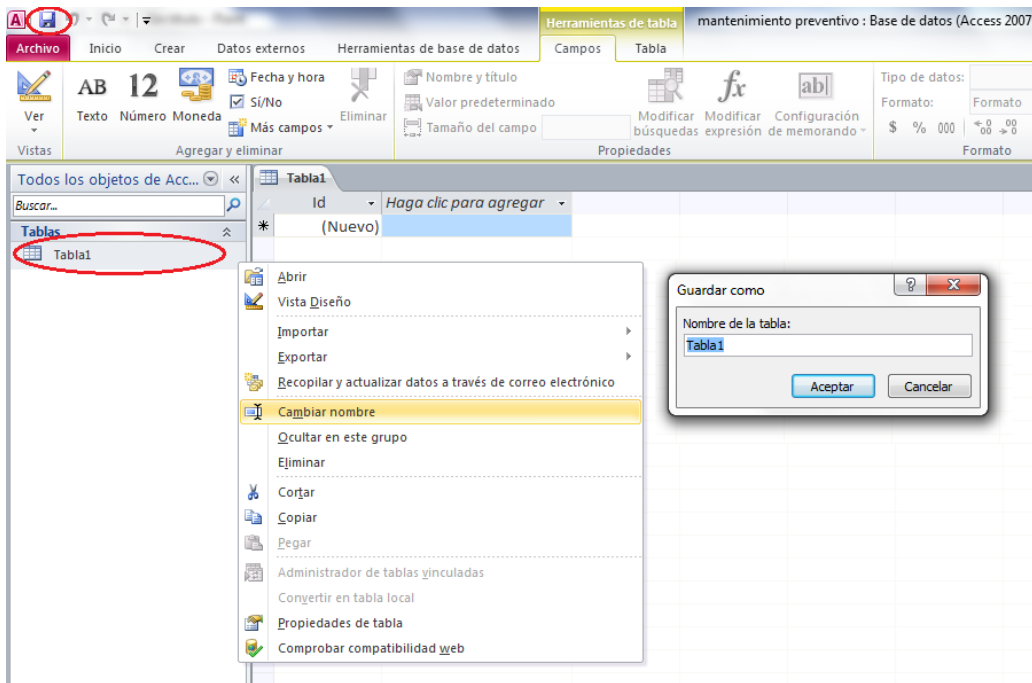 A
Herramientas de tabla
mantenimiento preventivo : Base de datos (Access 2007
Archivo Inicio Crear Datos externos Herramientas de base de datos Campos Tabla
Ver
AB Texto
12 Número
Moneda
Fecha y hora
Sí/No
Más campos
Eliminar
Nombre y título
Valor predeterminado
Tamaño del campo
Modificar búsquedas
fx Modificar expresión
ab Configuración de memorando
Tipo de datos:
Formato: Formato
$ % 000
Vistas Agregar y eliminar Propiedades Formato
Todos los objetos de Acc... «
Buscar...
Tablas
Tabla1
Tabla1
Id Haga clic para agregar
(Nuevo)
Abrir
Vista Diseño
Importar
Exportar
Recopilar y actualizar datos a través de correo electrónico
Cambiar nombre
Ocultar en este grupo
Eliminar
Cortar
Copiar
Pegar
Administrador de tablas vinculadas
Convertir en tabla local
Propiedades de tabla
Comprobar compatibilidad web
Guardar como
Nombre de la tabla:
Tabla1
Aceptar Cancelar